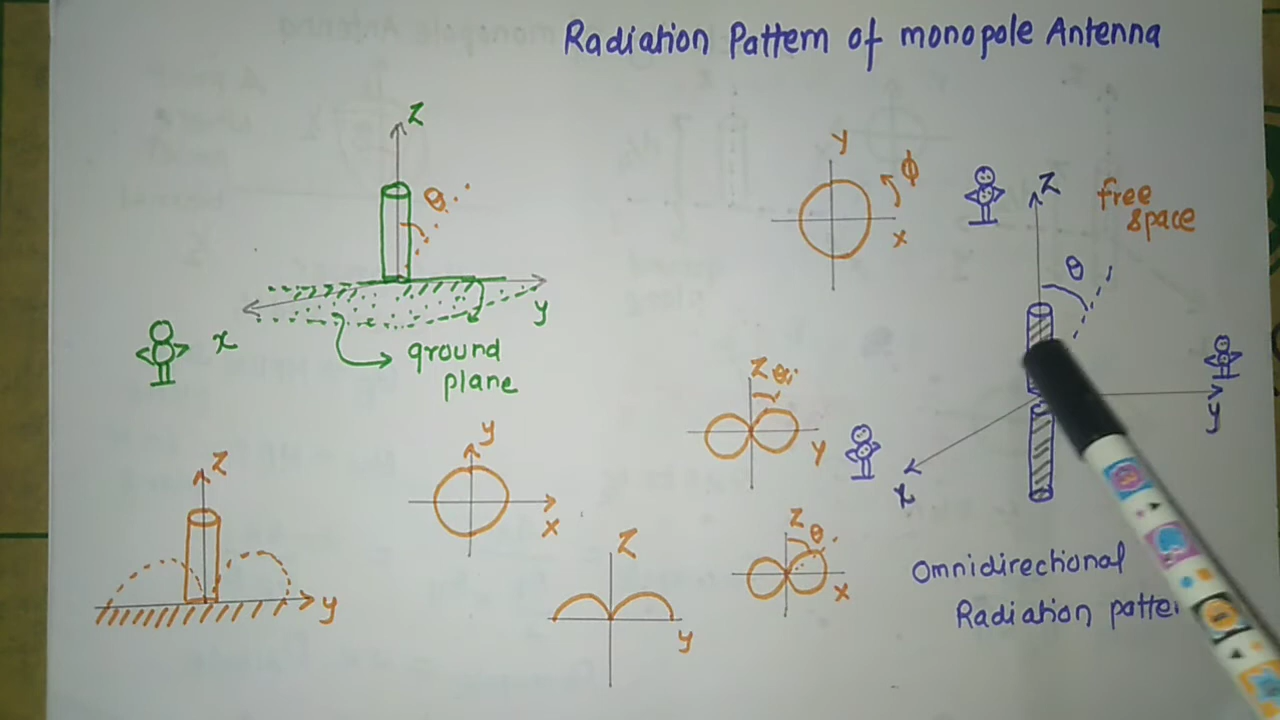 Radiation Pattern of monopole Antenna
z
θ
x
y
ground
plane
y
x
ϕ
z
free
space
θ
x
y
z
θ
y
z
θ
x
Omnidirectional
Radiation patte
z
y
y
x
z
y